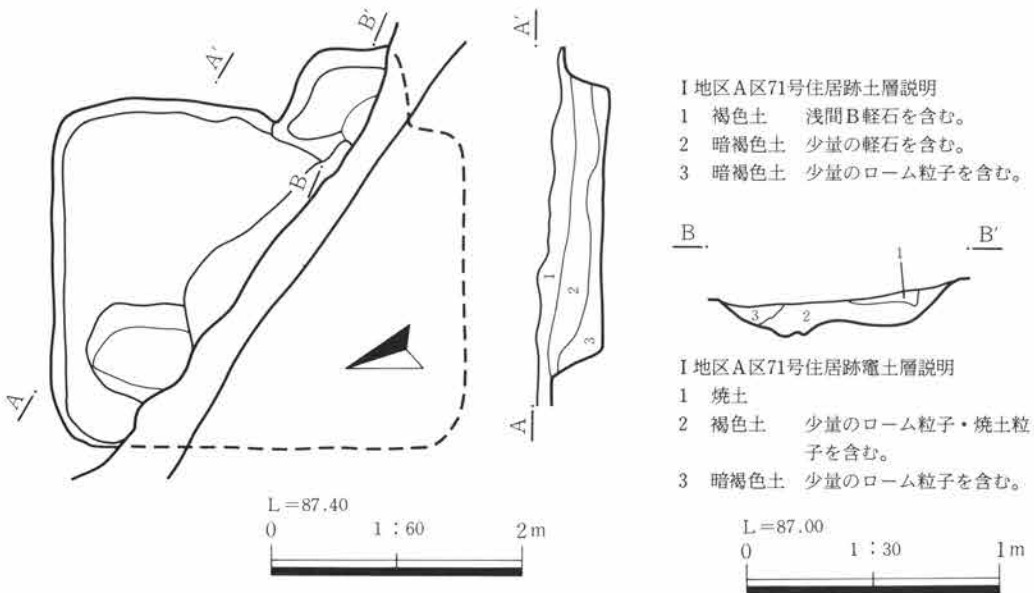 A′
B′
B
A
A′
1
2
3
A
L=87.40
0 1:60 2m
I地区A区71号住居跡土層説明
1 褐色土 浅間B軽石を含む。
2 暗褐色土 少量の軽石を含む。
3 暗褐色土 少量のローム粒子を含む。
B B′
1
3 2
I地区A区71号住居跡竈土層説明
1 焼土
2 褐色土 少量のローム粒子・焼土粒
子を含む。
3 暗褐色土 少量のローム粒子を含む。
L=87.00
0 1:30 1m